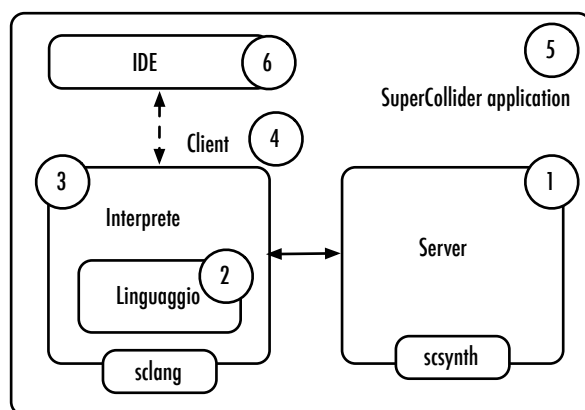 IDE
6
5
SuperCollider application
Client
4
3
1
Interprete
Server
2
Linguaggio
sclang
scsynth